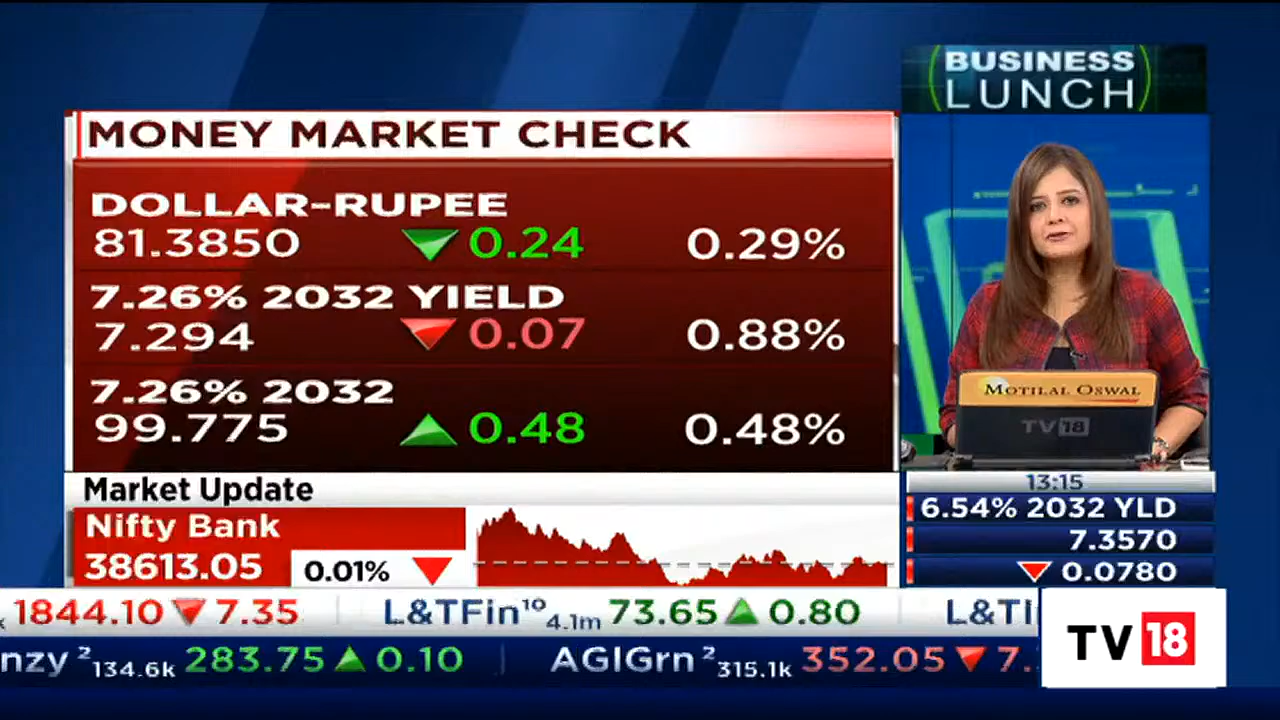 BUSINESS
LUNCH
MONEY MARKET CHECK
DOLLAR-RUPEE
81.3850 ▼ 0.24 0.29%
7.26% 2032 YIELD
7.294 ▼ 0.07 0.88%
7.26% 2032
99.775 ▲ 0.48 0.48%
MOTILAL OSWAL
TV18
Market Update
Nifty Bank
38613.05 0.01% ▼
13:15
6.54% 2032 YLD
7.3570
▼ 0.0780
1844.10 ▼ 7.35 L&TFin 10 4.1m 73.65 ▲ 0.80 L&TI
nzy 2 134.6k 283.75 ▲ 0.10 AGIGrn 2 315.1k 352.05 ▼ 7.
TV18